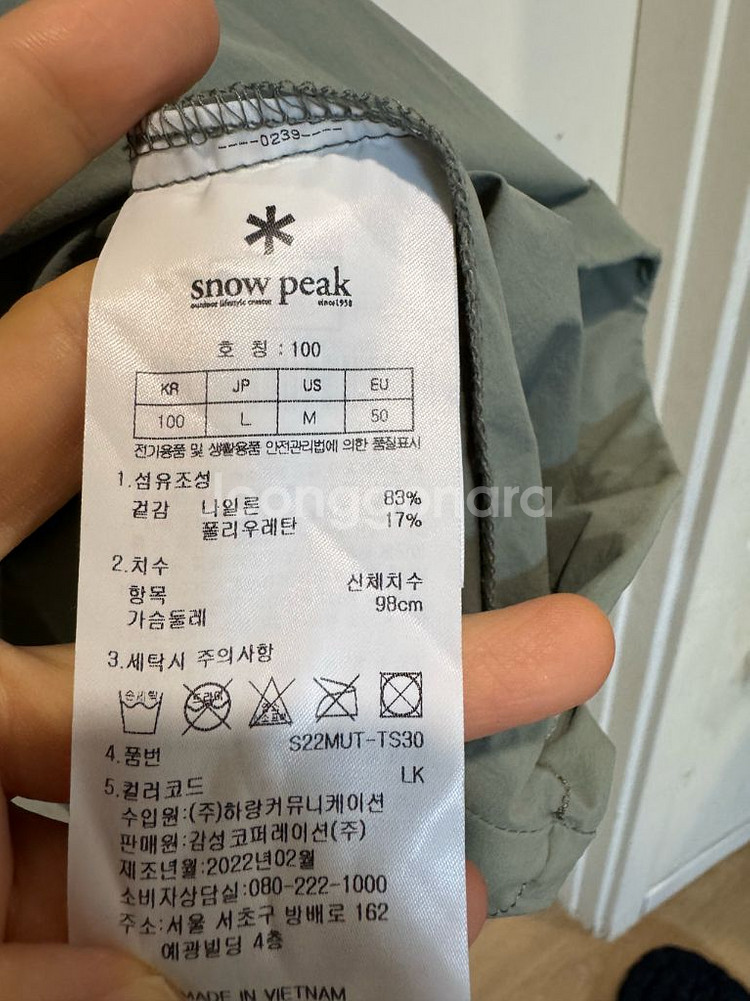 ----0239----
snow peak
outdoor lifestyle creator since1958
호 칭 : 100
KR JP US EU
100 L M 50
전기용품 및 생활용품 안전관리법에 의한 품질표시
1.섬유조성
겉감 나일론 83%
폴리우레탄 17%
2.치수
항목 신체치수
가슴둘레 98cm
3.세탁시 주의사항
손세탁 드라이
4.품번 S22MUT-TS30
5.컬러코드 LK
수입원:(주)하랑커뮤니케이션
판매원:감성코퍼레이션(주)
제조년월:2022년02월
소비자상담실:080-222-1000
주소:서울 서초구 방배로 162
예광빌딩 4층
MADE IN VIETNAM